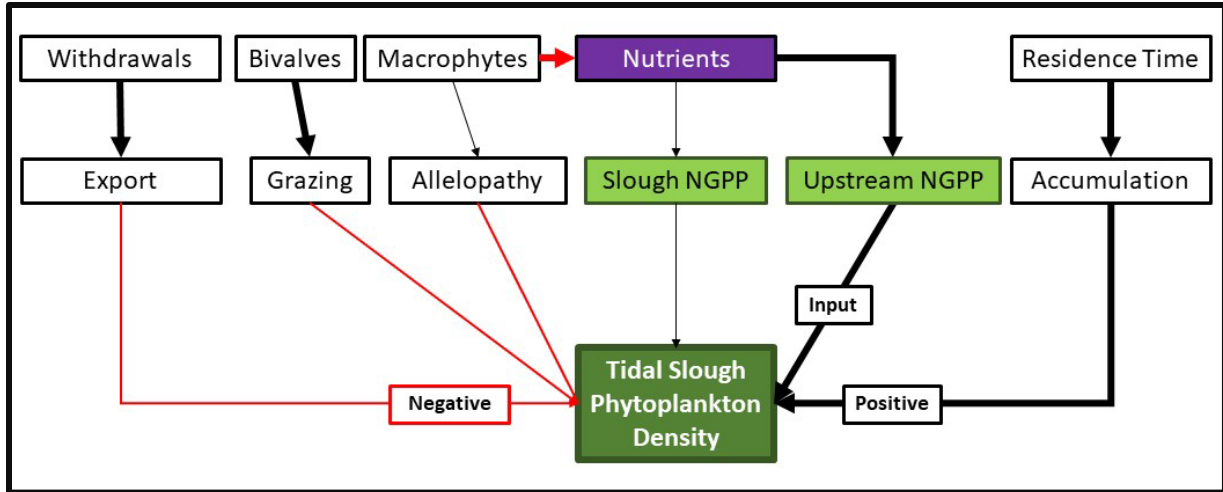 Withdrawals
Bivalves
Macrophytes
Nutrients
Residence Time
Export
Grazing
Allelopathy
Slough NGPP
Upstream NGPP
Accumulation
Input
Tidal Slough
Phytoplankton
Density
Negative
Positive